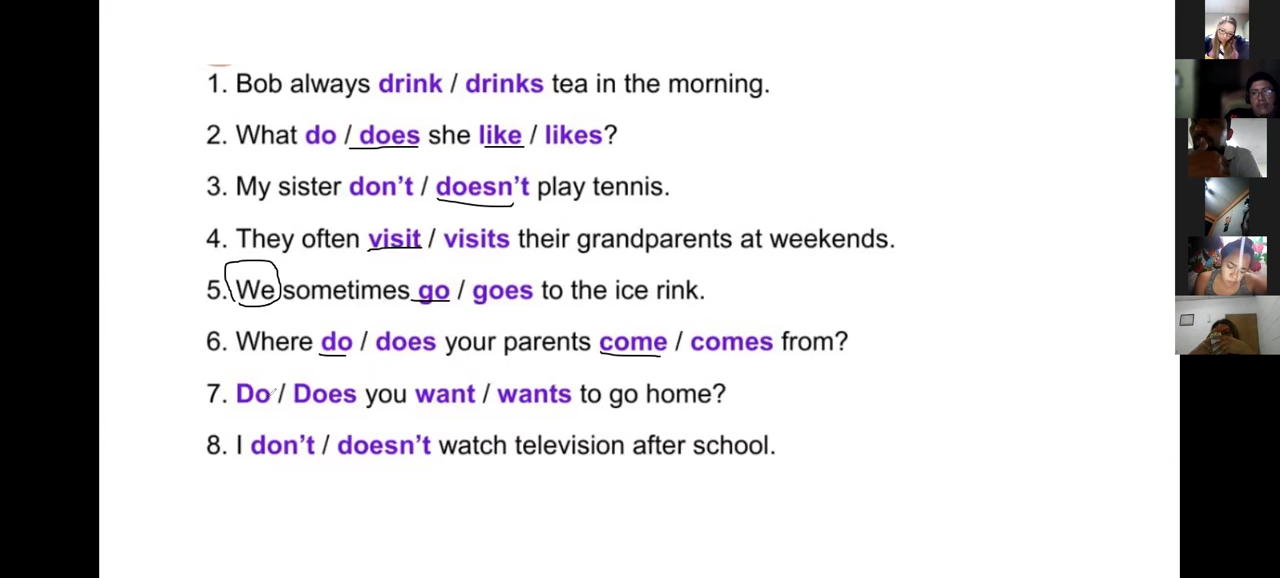 1. Bob always drink / drinks tea in the morning.
2. What do / does she like / likes?
3. My sister don't / doesn't play tennis.
4. They often visit / visits their grandparents at weekends.
5. We sometimes go / goes to the ice rink.
6. Where do / does your parents come / comes from?
7. Do / Does you want / wants to go home?
8. I don't / doesn't watch television after school.